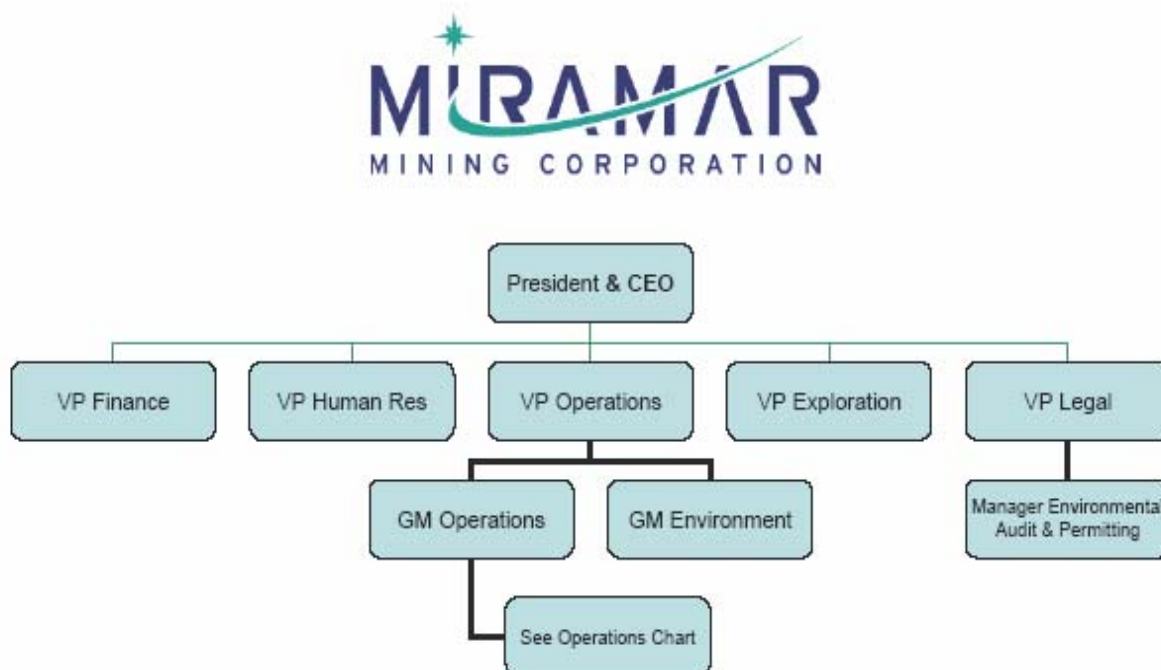 MIRAMAR
MINING CORPORATION
President & CEO
VP Finance
VP Human Res
VP Operations
VP Exploration
VP Legal
GM Operations
GM Environment
Manager Environmental
Audit & Permitting
See Operations Chart